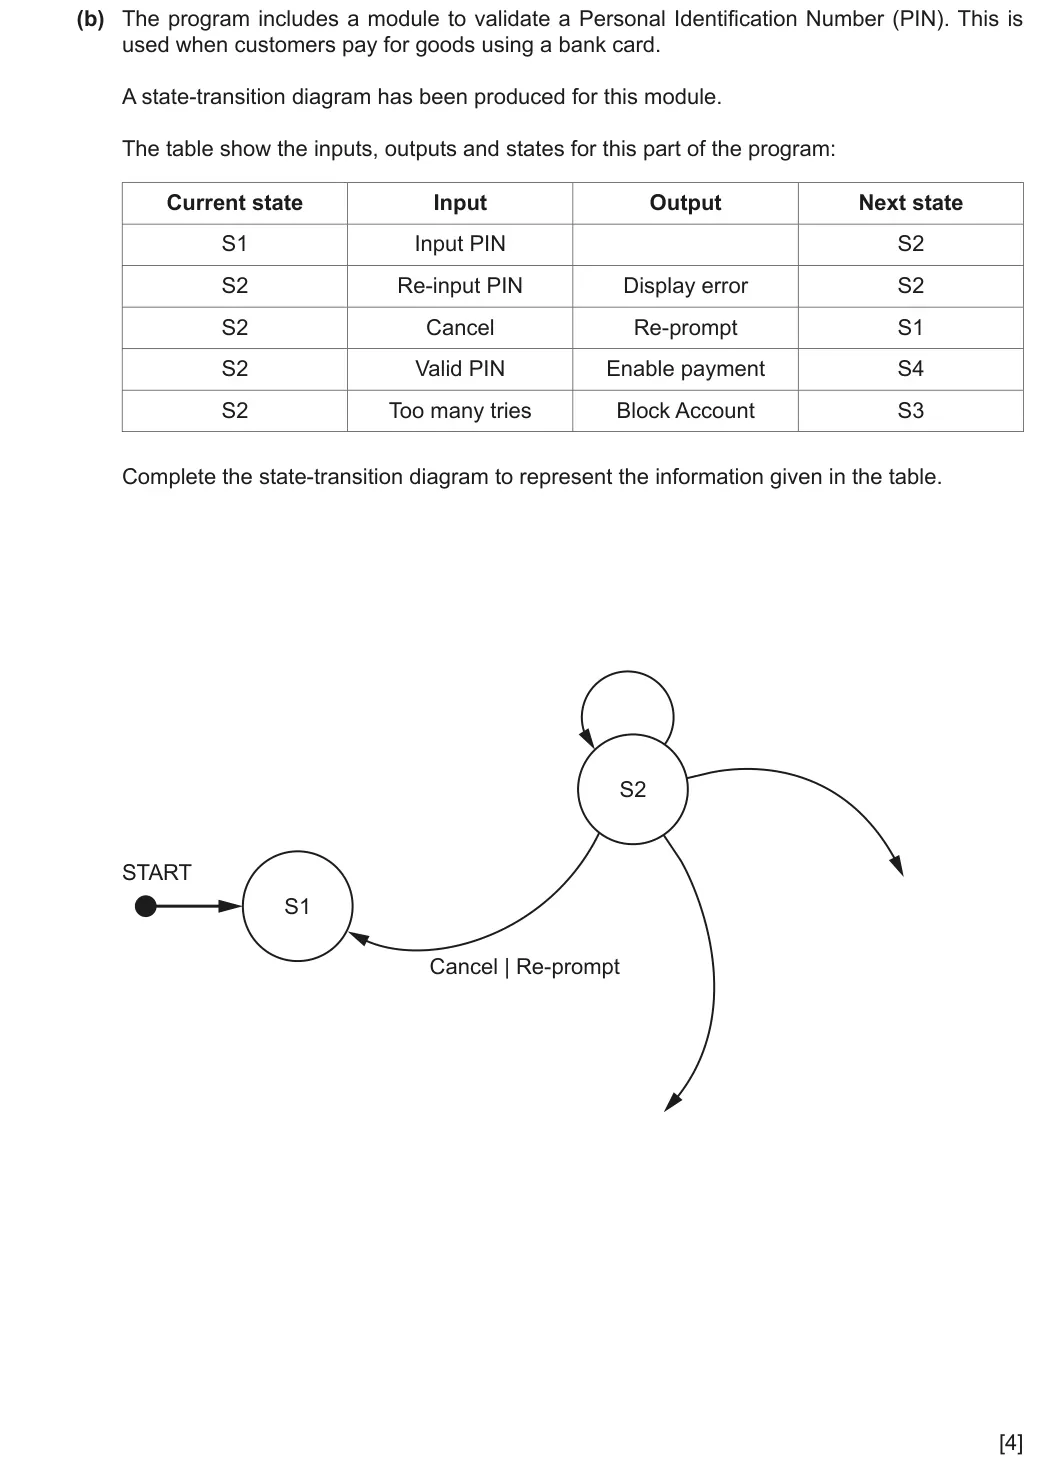 (b) The program includes a module to validate a Personal Identification Number (PIN). This is
used when customers pay for goods using a bank card.
A state-transition diagram has been produced for this module.
The table show the inputs, outputs and states for this part of the program:
Current state Input Output Next state
S1 Input PIN S2
S2 Re-input PIN Display error S2
S2 Cancel Re-prompt S1
S2 Valid PIN Enable payment S4
S2 Too many tries Block Account S3
Complete the state-transition diagram to represent the information given in the table.
S2
START
S1
Cancel | Re-prompt
[4]